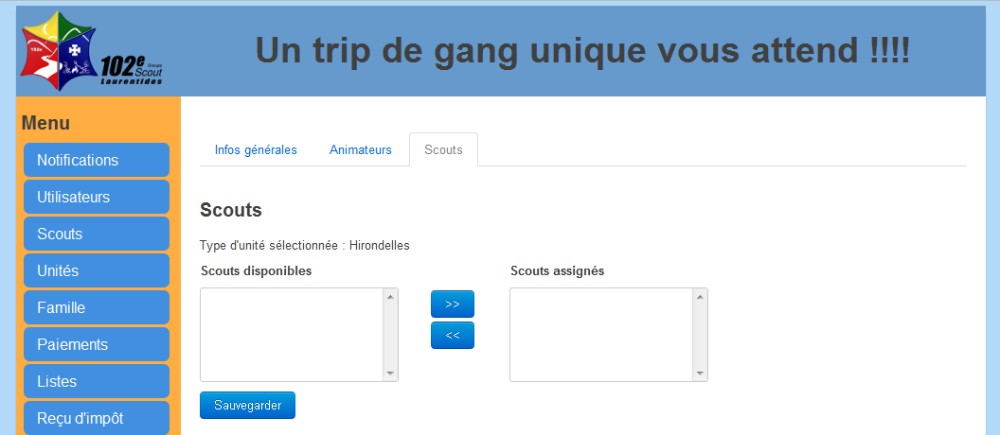 102e
102e Groupe
Scout
Laurentides
Un trip de gang unique vous attend !!!!
Menu
Notifications
Utilisateurs
Scouts
Unités
Famille
Paiements
Listes
Reçu d'impôt
Infos générales
Animateurs
Scouts
Scouts
Type d'unité sélectionnée : Hirondelles
Scouts disponibles
Scouts assignés
>>
<<
Sauvegarder